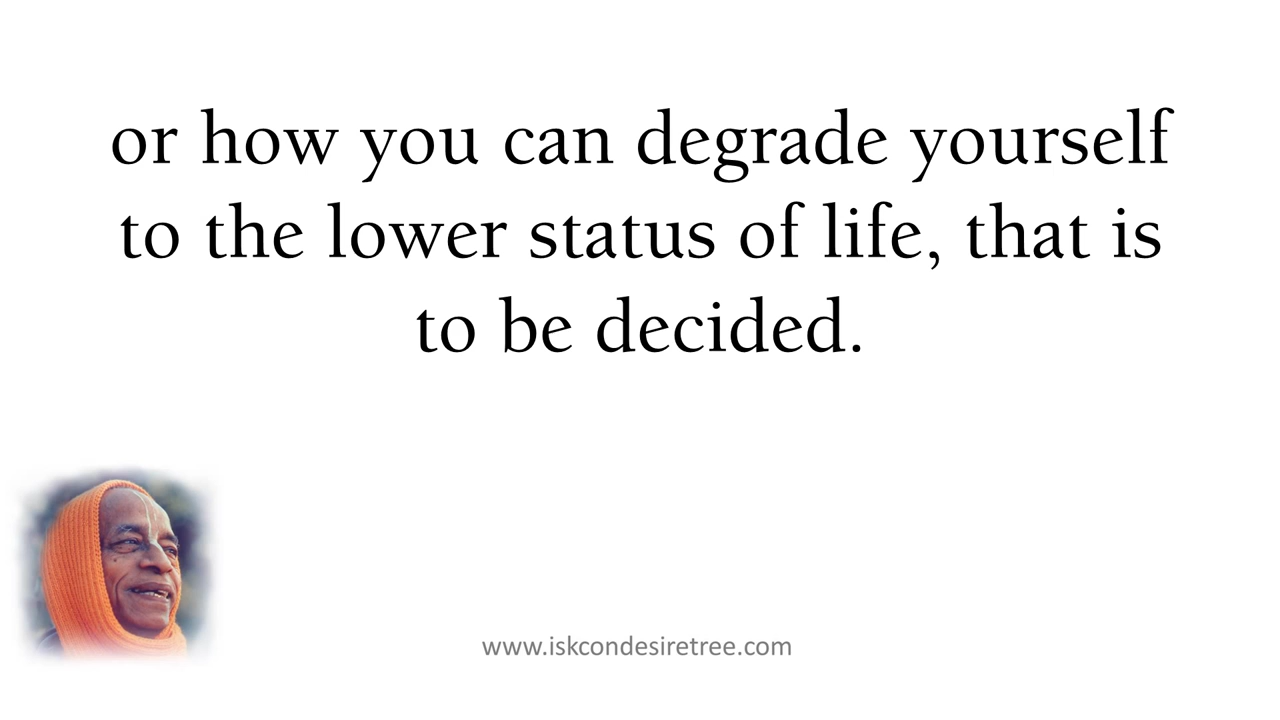 or how you can degrade yourself
to the lower status of life, that is
to be decided.
www.iskcondesiretree.com